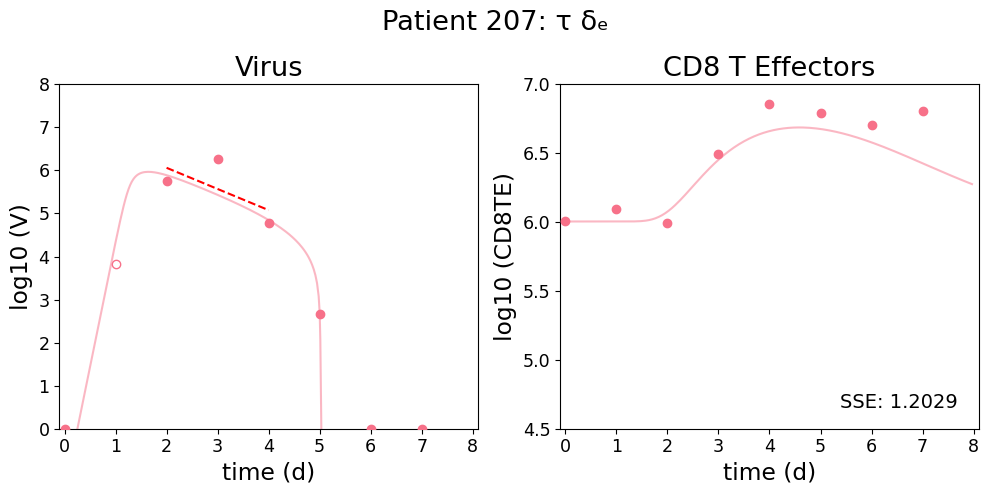 Patient 207: τ δₑ
Virus
CD8 T Effectors
log10 (V)
8
7
6
5
4
3
2
1
0
0 1 2 3 4 5 6 7 8
time (d)
log10 (CD8TE)
7.0
6.5
6.0
5.5
5.0
4.5
SSE: 1.2029
0 1 2 3 4 5 6 7 8
time (d)